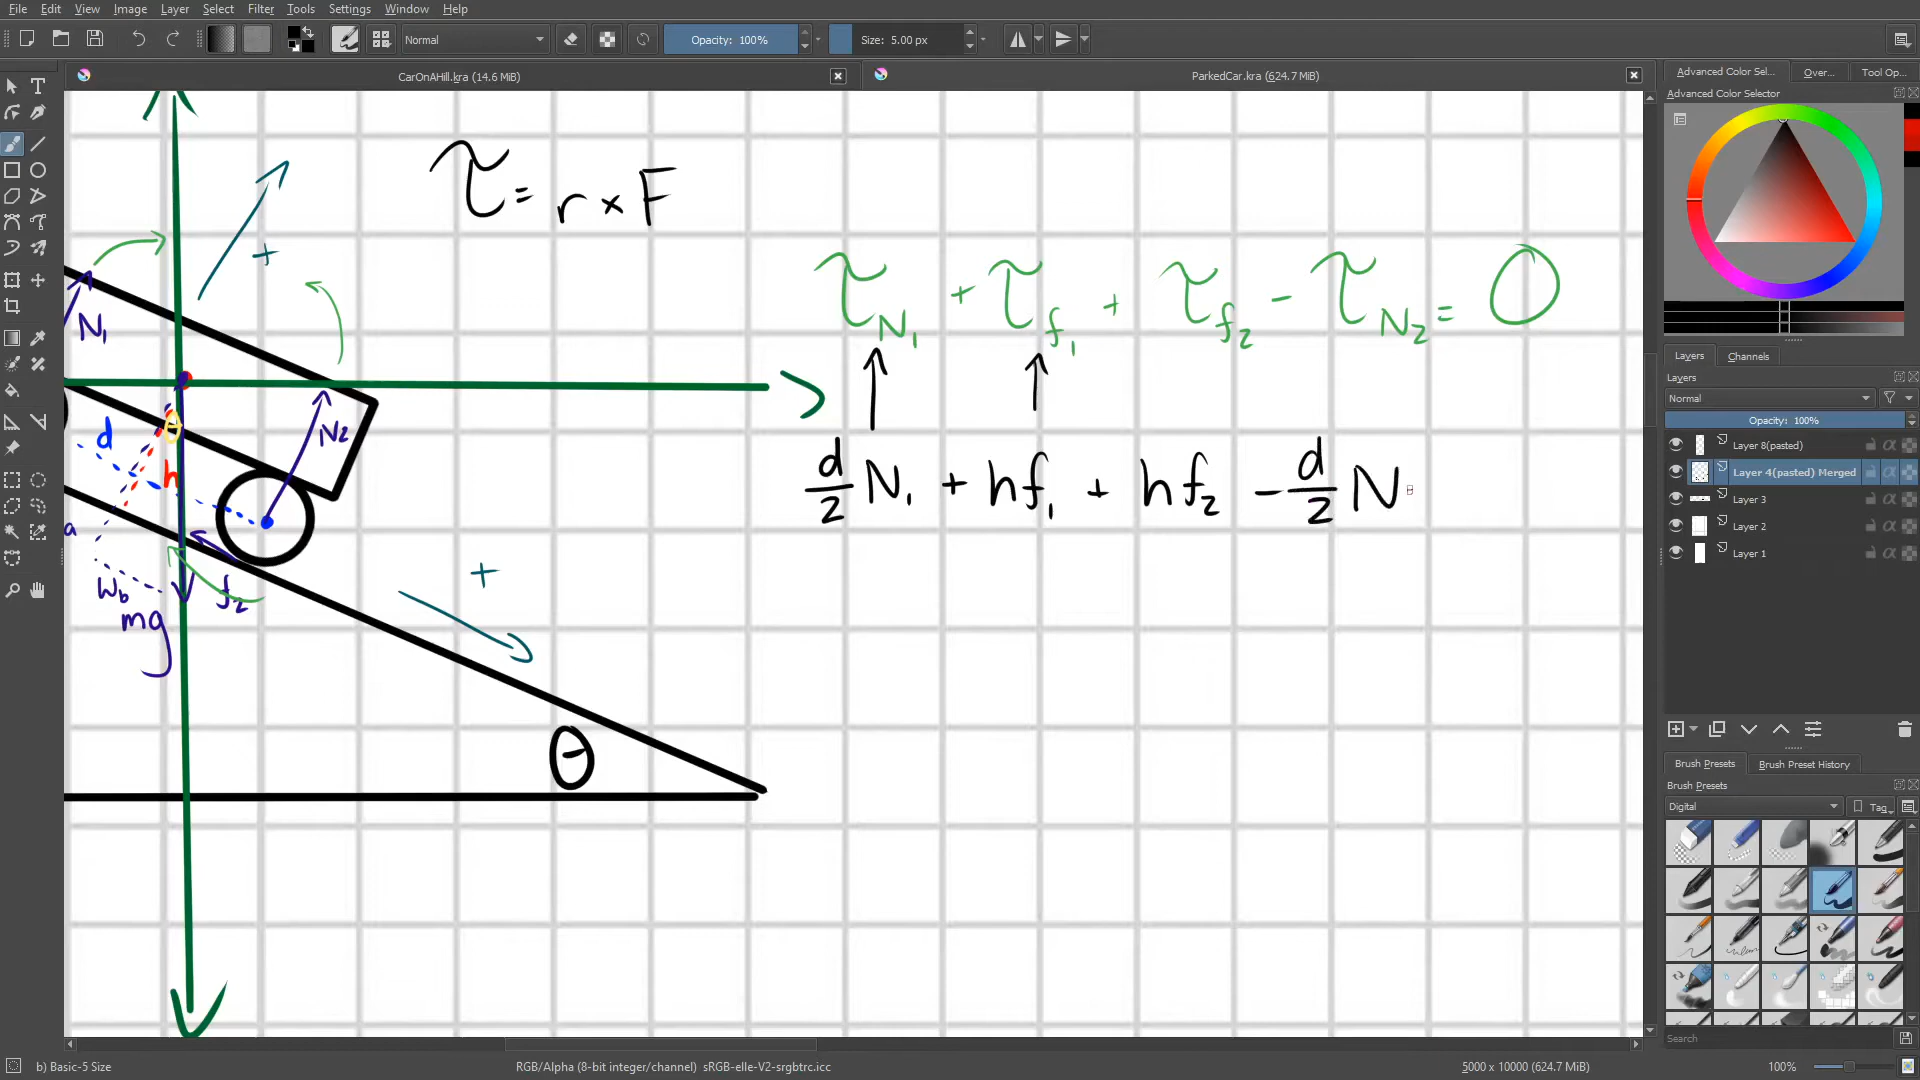 File Edit View Image Layer Select Filter Tools Settings Window Help
Normal Opacity: 100% Size: 5.00 px
CarOnAHill.kra (14.6 MiB) ParkedCar.kra (624.7 MiB)
Advanced Color Sel... Over... Tool Op...
Advanced Color Selector
τ = r × F
+
τN₁ + τf₁ + τf₂ - τN₂ = 0
N₁
θ
d
N₂
h
d/2 N₁ + hf₁ + hf₂ - d/2 N
a
+
Wb
f₂
mg
θ
Layers Channels
Layers
Normal
Opacity: 100%
Layer 8(pasted)
Layer 4(pasted) Merged
Layer 3
Layer 2
Layer 1
Brush Presets Brush Preset History
Brush Presets
Digital Tag
Search
b) Basic-5 Size RGB/Alpha (8-bit integer/channel) sRGB-elle-V2-srgbtrc.icc 5000 x 10000 (624.7 MiB) 100%